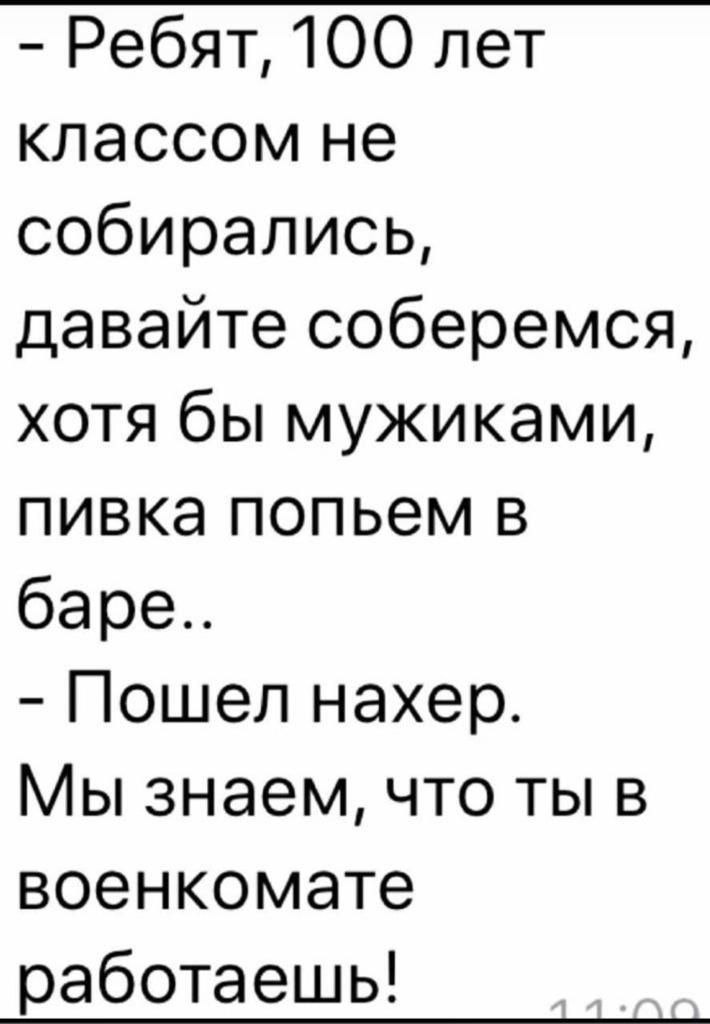 - Ребят, 100 лет
классом не
собирались,
давайте соберемся,
хотя бы мужиками,
пивка попьем в
баре..
- Пошел нахер.
Мы знаем, что ты в
военкомате
работаешь!